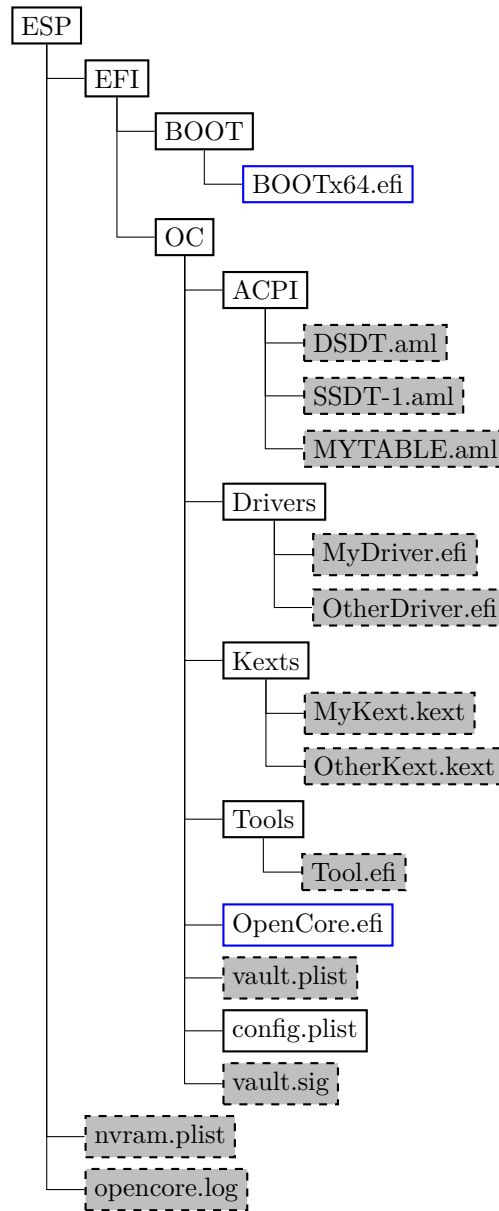 ESP
EFI
BOOT
BOOTx64.efi
OC
ACPI
DSDT.aml
SSDT-1.aml
MYTABLE.aml
Drivers
MyDriver.efi
OtherDriver.efi
Kexts
MyKext.kext
OtherKext.kext
Tools
Tool.efi
OpenCore.efi
vault.plist
config.plist
vault.sig
nvram.plist
opencore.log